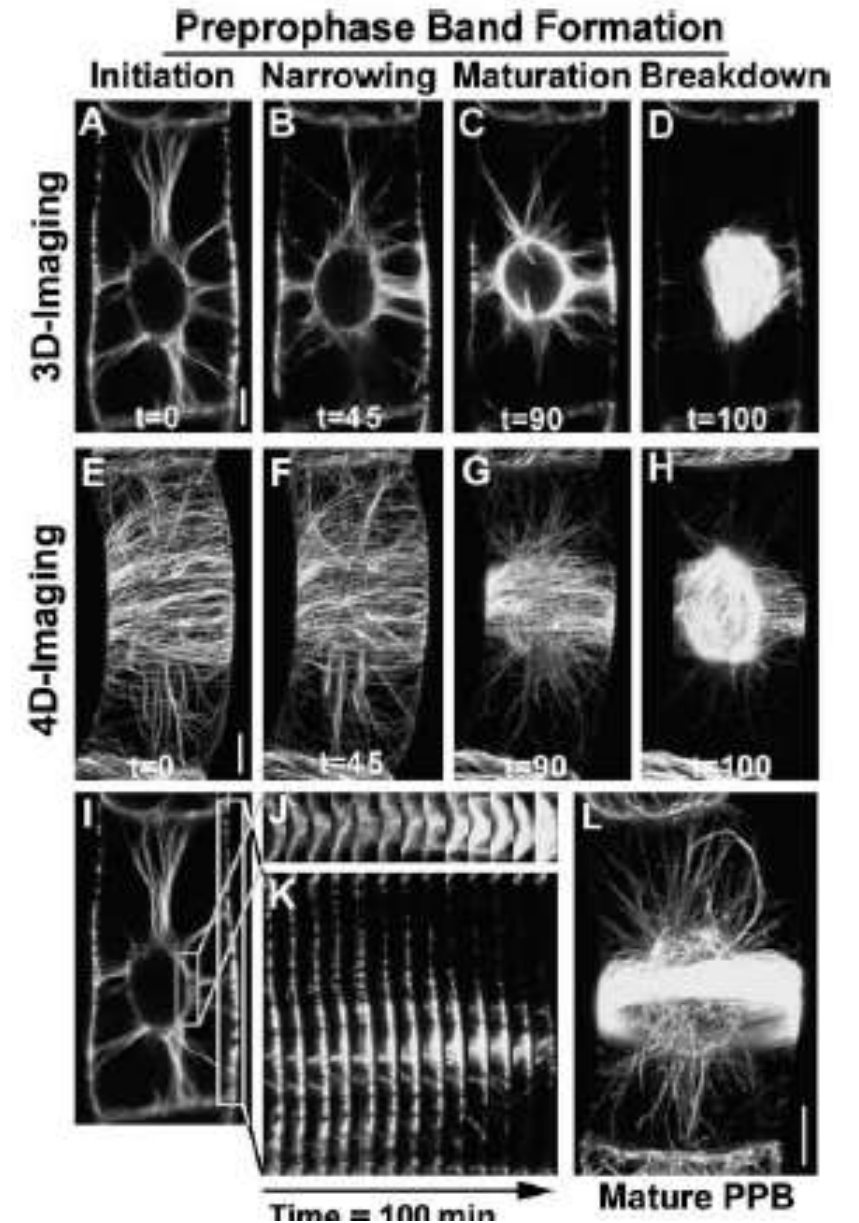 Preprophase Band Formation
Initiation Narrowing Maturation Breakdown
3D-Imaging
A B C D
t=0 t=45 t=90 t=100
4D-Imaging
E F G H
t=0 t=45 t=90 t=100
I J L
K
Time = 100 min
Mature PPB